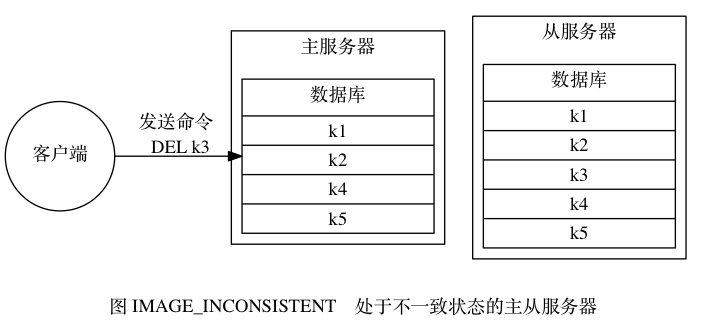 客户端
发送命令
DEL k3
主服务器
数据库
k1
k2
k4
k5
从服务器
数据库
k1
k2
k3
k4
k5
图 IMAGE_INCONSISTENT 处于不一致状态的主从服务器